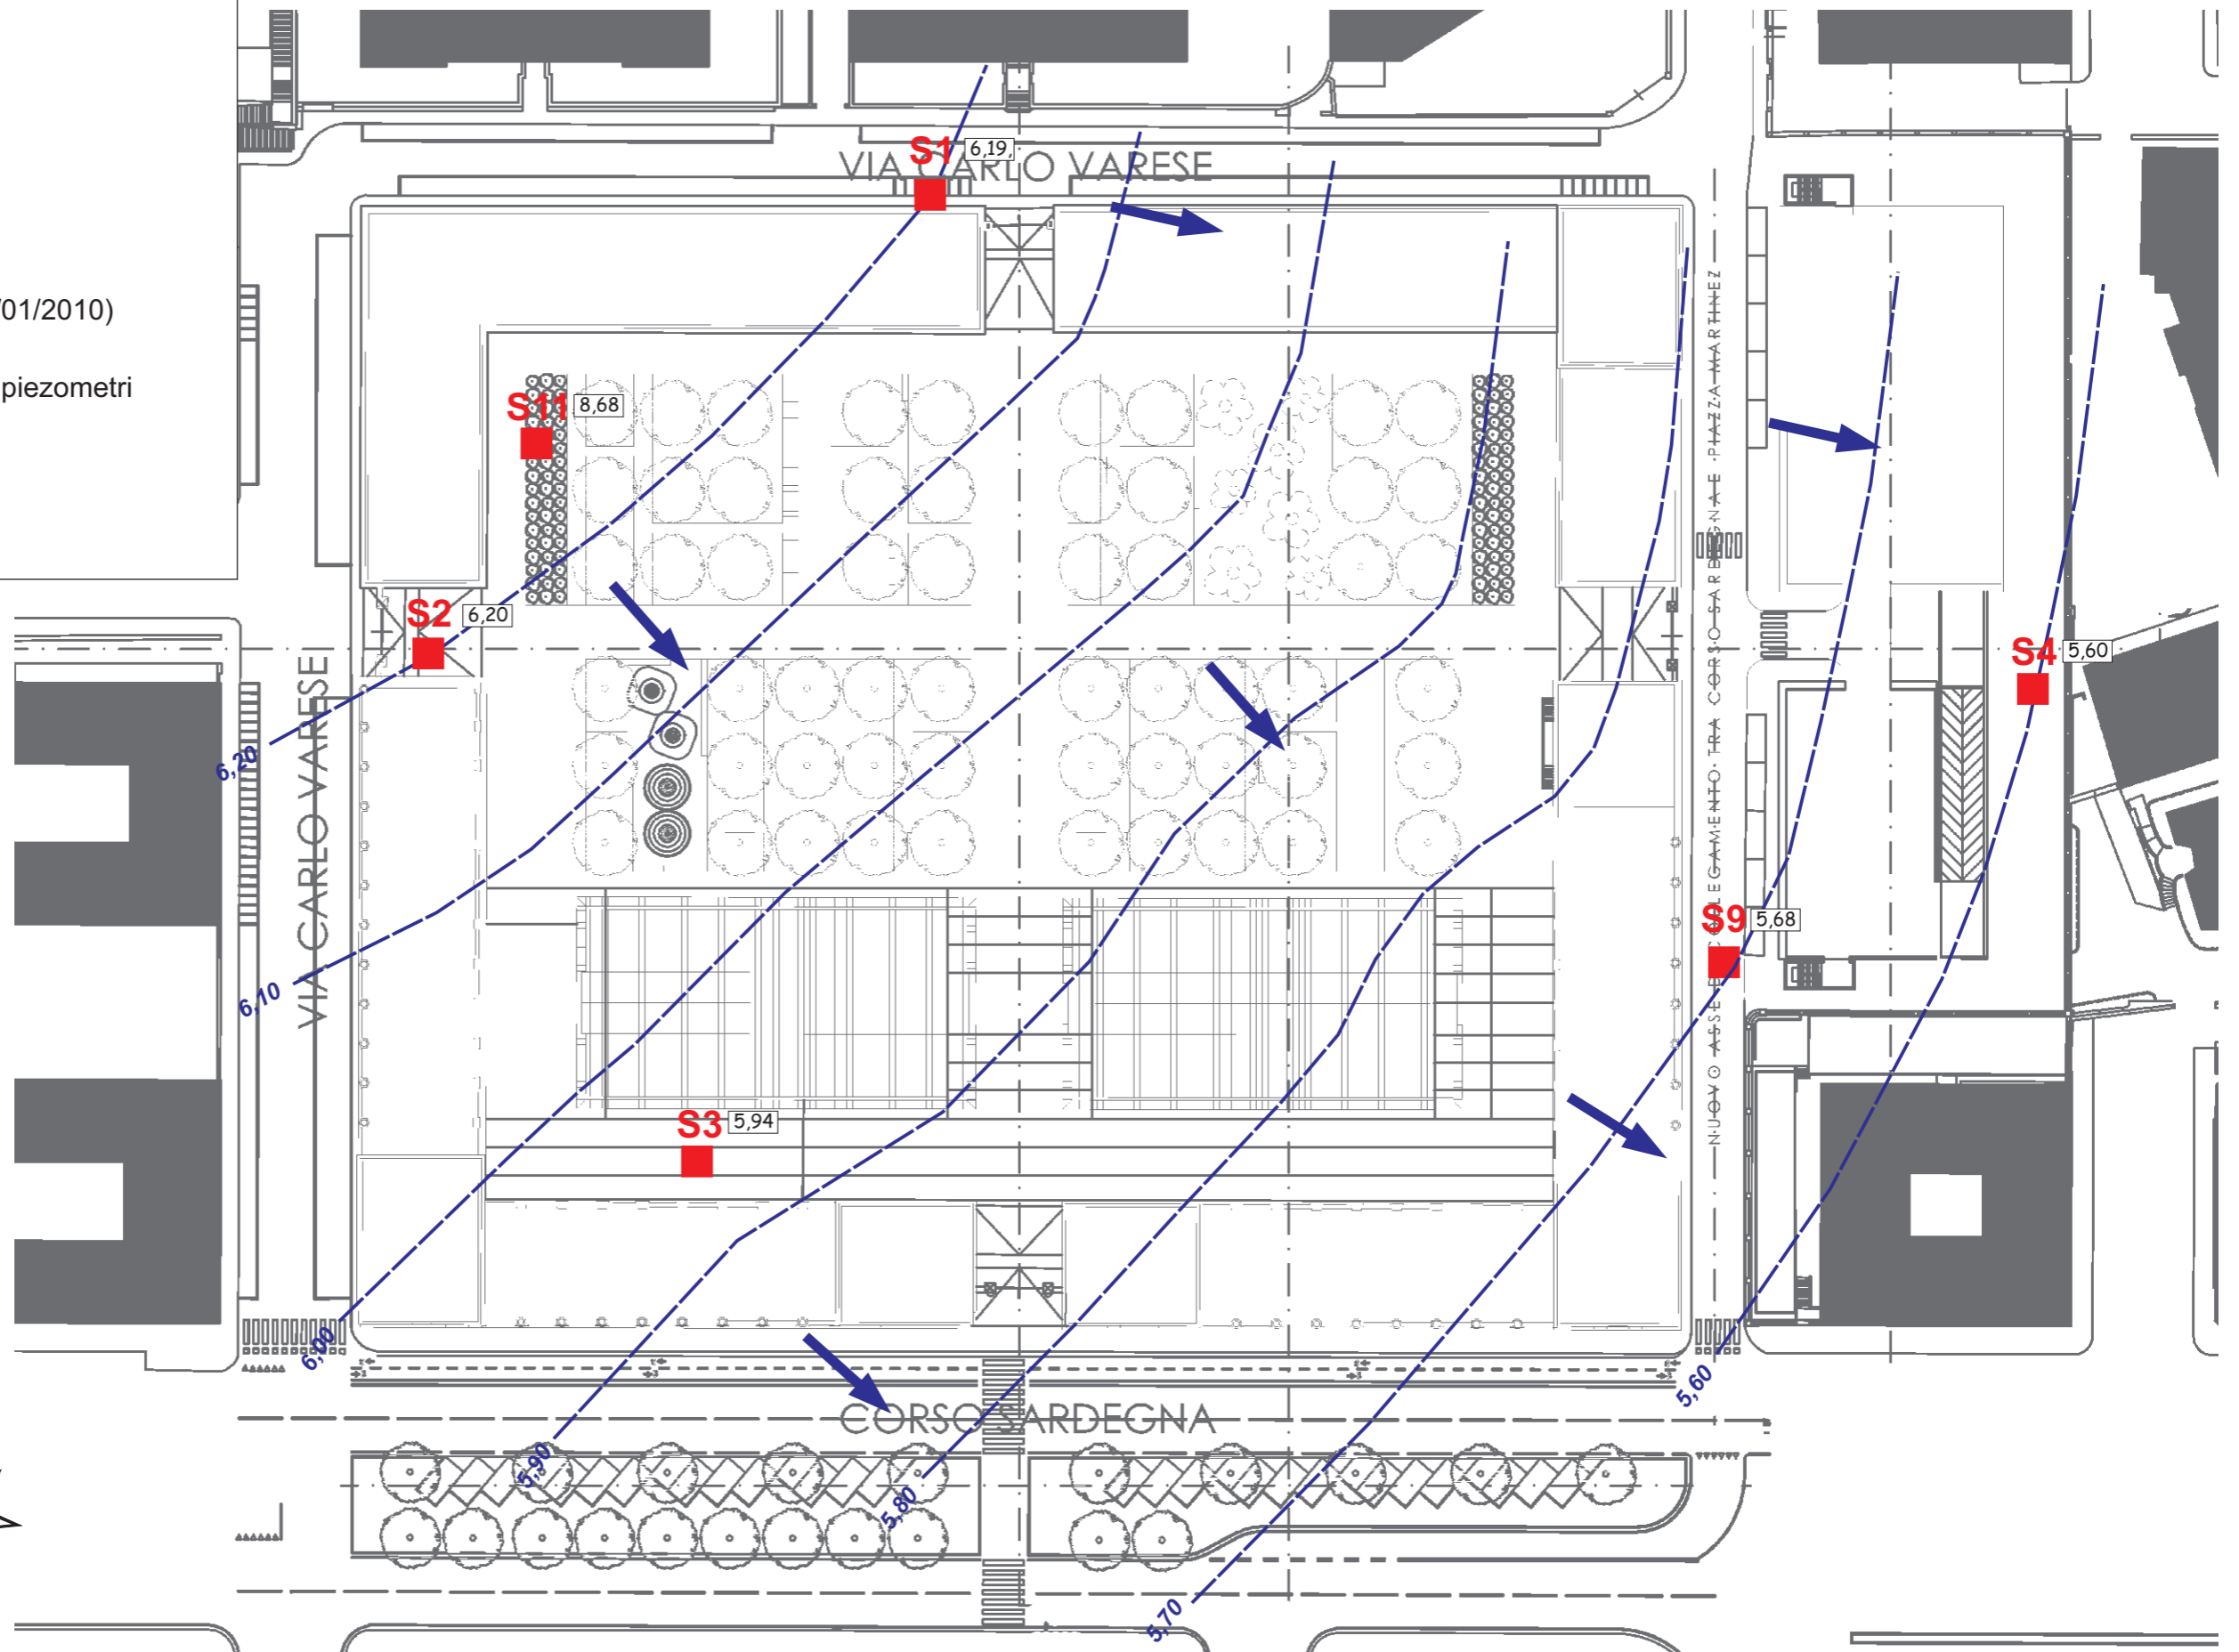 /01/2010)
piezometri
S1
6,19
VIA CARLO VARESE
S11
8,68
S2
6,20
VIA CARLO VARESE
6,20
6,10
6,00
5,90
5,80
5,70
5,60
S3
5,94
S9
5,68
S4
5,60
NUOVO ASSE DI COLLEGAMENTO TRA CORSO SARDEGNA E PIAZZA MARTINEZ
CORSO SARDEGNA